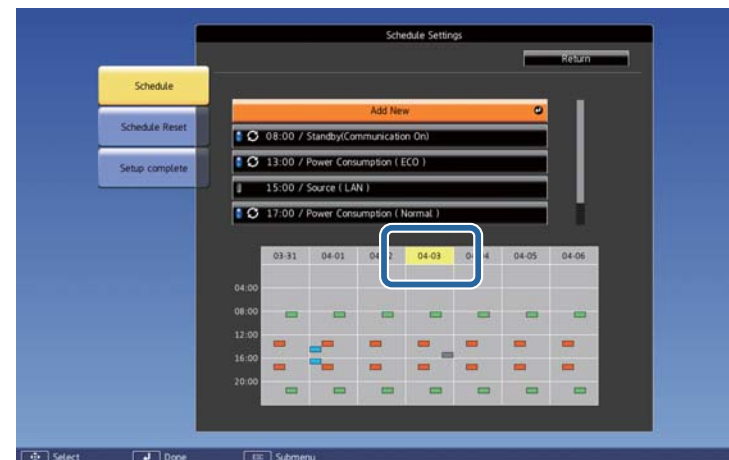 Schedule Settings
Return
Schedule
Schedule Reset
Setup complete
Add New
08:00 / Standby(Communication On)
13:00 / Power Consumption ( ECO )
15:00 / Source ( LAN )
17:00 / Power Consumption ( Normal )
03-31 04-01 04-03 04-05 04-06
04:00
08:00
12:00
16:00
20:00
Select Done Esc Submenu